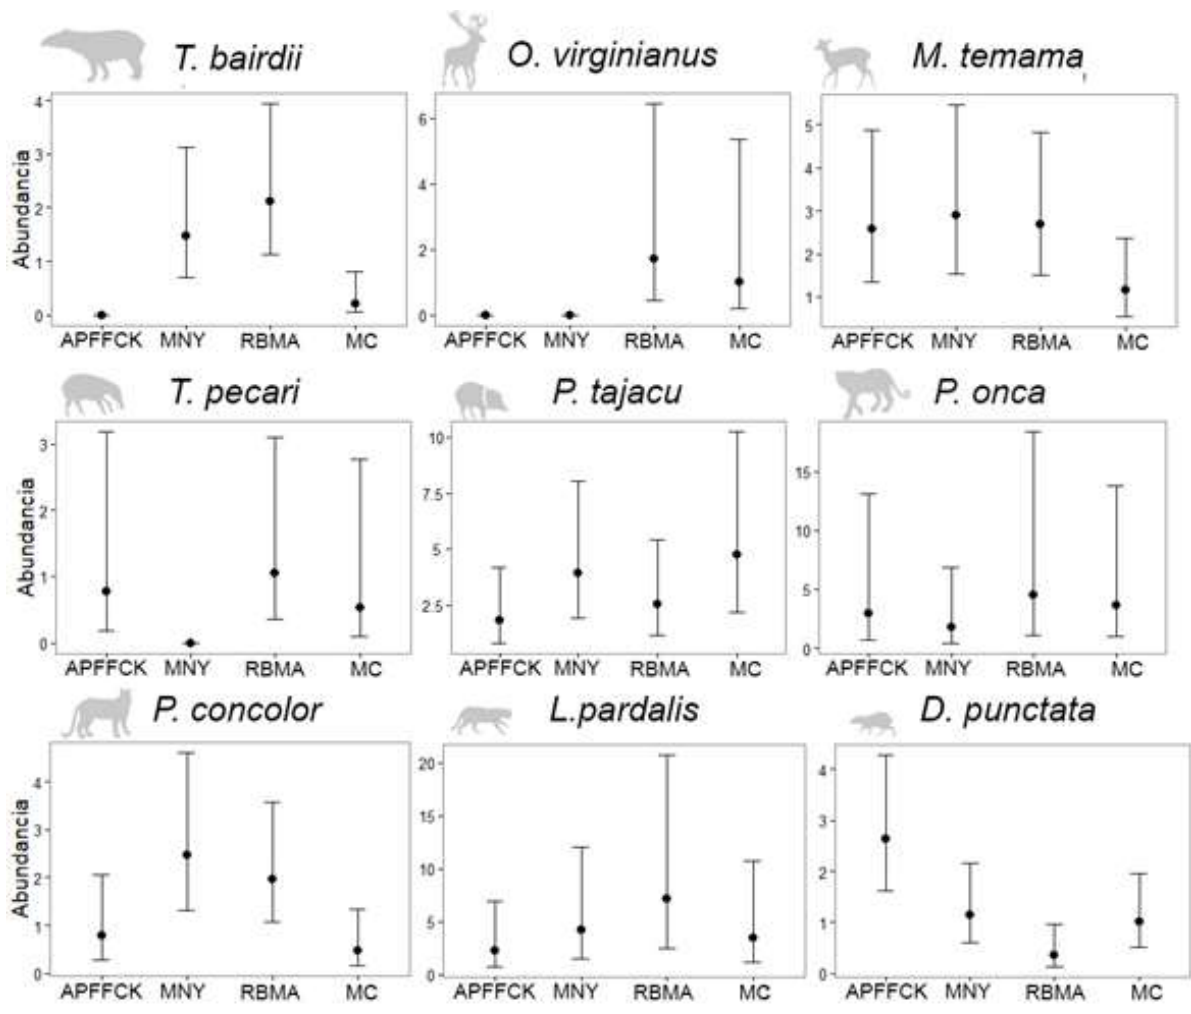 T. bairdii
O. virginianus
M. temama
Abundancia
4
3
2
1
0
APFFCK MNY RBMA MC
6
4
2
0
APFFCK MNY RBMA MC
5
4
3
2
1
APFFCK MNY RBMA MC
T. pecari
P. tajacu
P. onca
Abundancia
3
2
1
0
APFFCK MNY RBMA MC
10
7.5
5
2.5
APFFCK MNY RBMA MC
15
10
5
0
APFFCK MNY RBMA MC
P. concolor
L.pardalis
D. punctata
Abundancia
4
3
2
1
0
APFFCK MNY RBMA MC
20
15
10
5
0
APFFCK MNY RBMA MC
4
3
2
1
0
APFFCK MNY RBMA MC